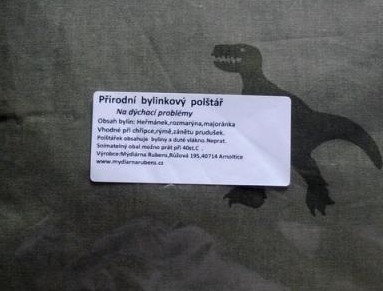 Přírodní bylinkový polštář
Na dýchací problémy
Obsah bylin: Heřmánek,rozmarýna,majoránka
Vhodné při chřipce,rýmě,zánětu prudušek.
Polštářek obsahuje byliny a duté vlákno.Neprat.
Snímatelný obal možno prát při 40st.C .
Výrobce:Mýdlárna Rubens,Růžová 195,40714 Arnoltice
www.mydlarnarubens.cz